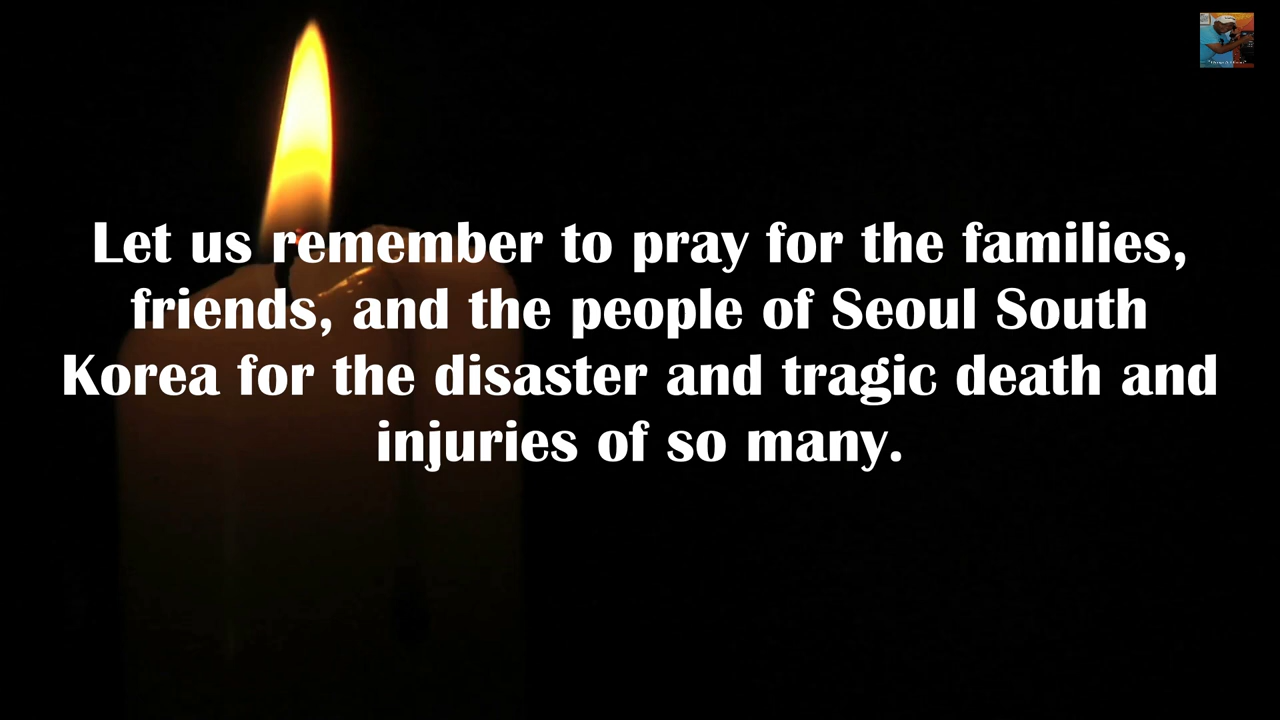 Let us remember to pray for the families,
friends, and the people of Seoul South
Korea for the disaster and tragic death and
injuries of so many.